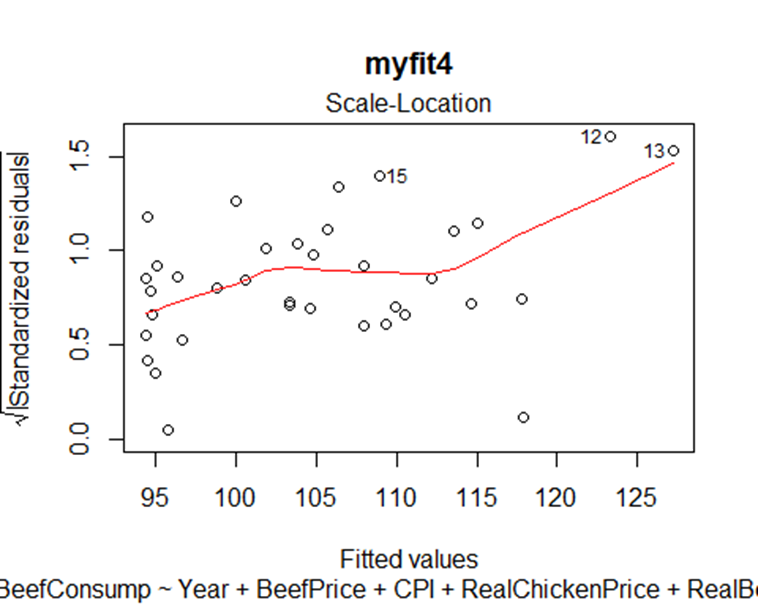 myfit4
Scale-Location
√|Standardized residuals|
1.5
1.0
0.5
0.0
12
13
15
95 100 105 110 115 120 125
Fitted values
BeefConsump ~ Year + BeefPrice + CPI + RealChickenPrice + RealBe